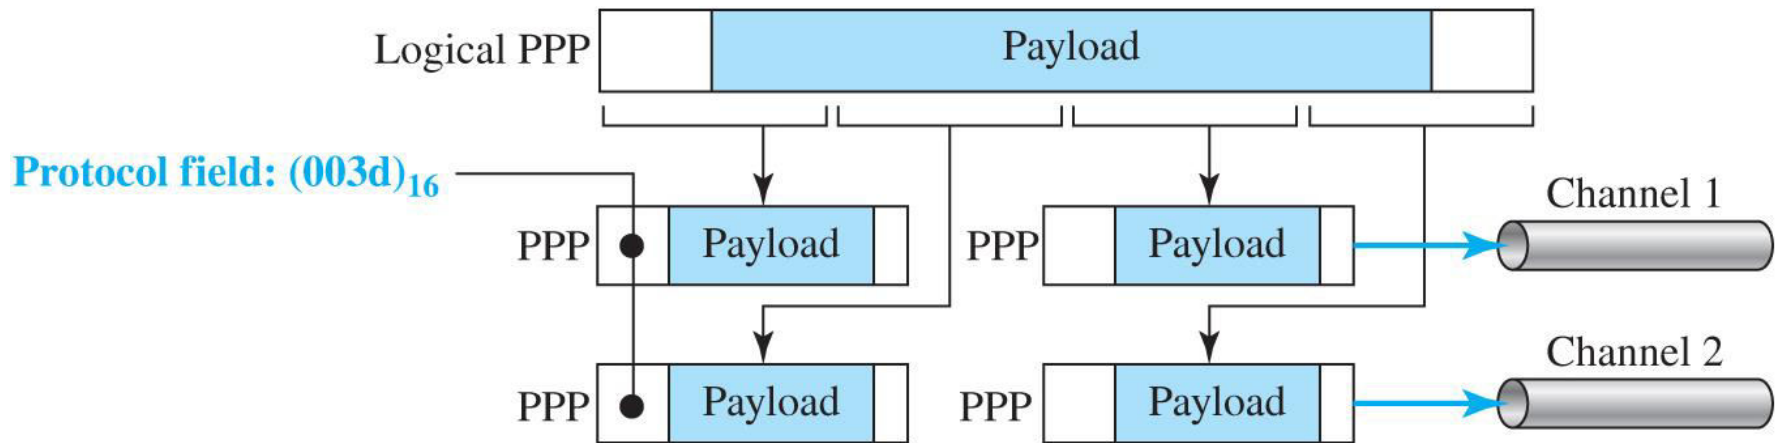 Logical PPP
Payload
Protocol field: (003d)16
PPP
Payload
PPP
Payload
Channel 1
PPP
Payload
PPP
Payload
Channel 2